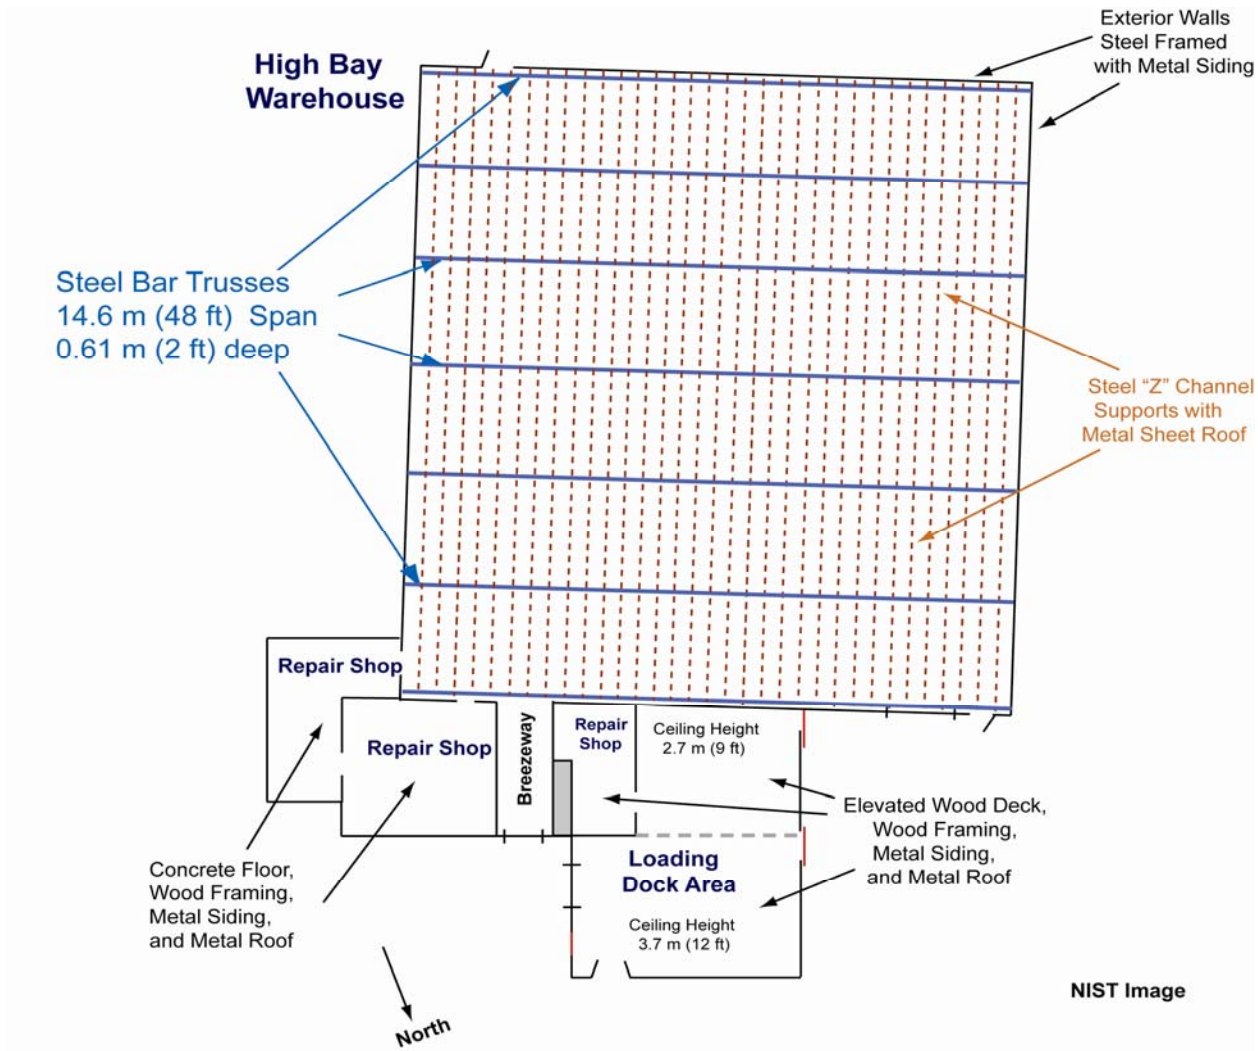 Exterior Walls
Steel Framed
with Metal Siding
High Bay
Warehouse
Steel Bar Trusses
14.6 m (48 ft) Span
0.61 m (2 ft) deep
Steel “Z” Channel
Supports with
Metal Sheet Roof
Repair Shop
Repair Shop
Breezeway
Repair
Shop
Ceiling Height
2.7 m (9 ft)
Elevated Wood Deck,
Wood Framing,
Metal Siding,
and Metal Roof
Loading
Dock Area
Ceiling Height
3.7 m (12 ft)
Concrete Floor,
Wood Framing,
Metal Siding,
and Metal Roof
North
NIST Image